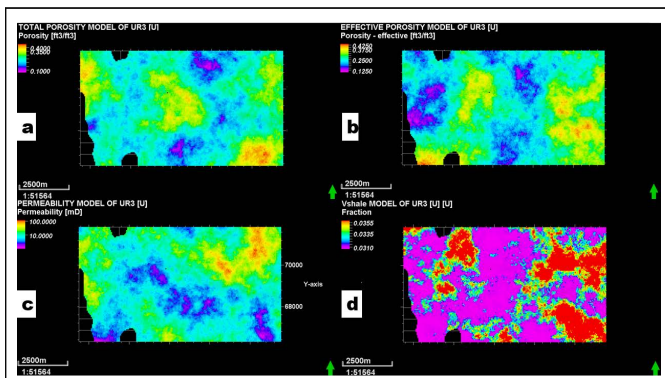 TOTAL POROSITY MODEL OF UR3 [U]
Porosity [ft3/ft3]
0.1000
a
2500m
1:51564
EFFECTIVE POROSITY MODEL OF UR3 [U]
Porosity - effective [ft3/ft3]
0.4250
0.3750
0.2500
0.1250
b
2500m
1:51564
PERMEABILITY MODEL OF UR3 [U]
Permeability [mD]
100.0000
10.0000
70000
Y-axis
68000
c
2500m
1:51564
Vshale MODEL OF UR3 [U] [U]
Fraction
0.0355
0.0335
0.0310
d
2500m
1:51564